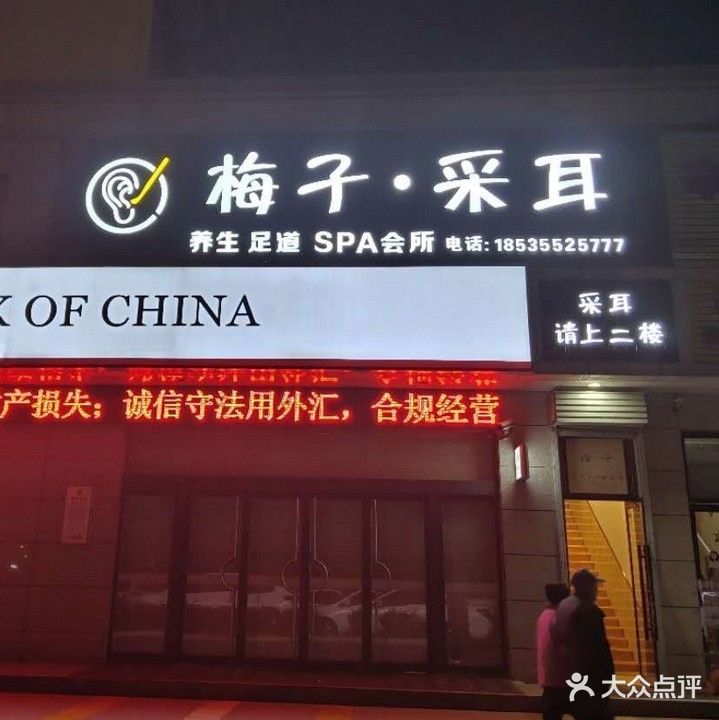 梅子·采耳
养生 足道 SPA会所 电话: 18535525777
K OF CHINA
采耳
请上二楼
产损失；诚信守法用外汇，合规经营
梅子
大众点评